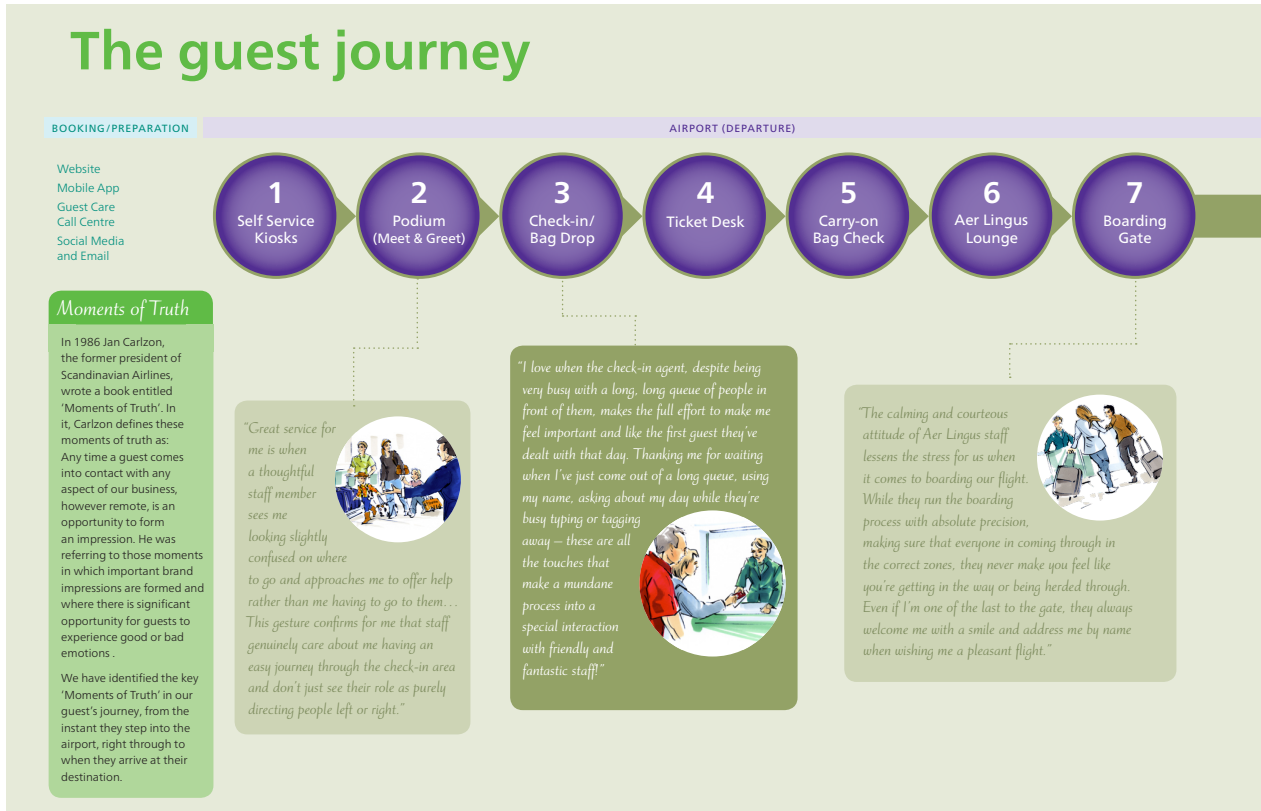 The guest journey
BOOKING/PREPARATION
AIRPORT (DEPARTURE)
Website
Mobile App
Guest Care
Call Centre
Social Media
and Email
1
Self Service
Kiosks
2
Podium
(Meet & Greet)
3
Check-in/
Bag Drop
4
Ticket Desk
5
Carry-on
Bag Check
6
Aer Lingus
Lounge
7
Boarding
Gate
Moments of Truth
In 1986 Jan Carlzon,
the former president of
Scandinavian Airlines,
wrote a book entitled
‘Moments of Truth’. In
it, Carlzon defines these
moments of truth as:
Any time a guest comes
into contact with any
aspect of our business,
however remote, is an
opportunity to form
an impression. He was
referring to those moments
in which important brand
impressions are formed and
where there is significant
opportunity for guests to
experience good or bad
emotions .
We have identified the key
‘Moments of Truth’ in our
guest’s journey, from the
instant they step into the
airport, right through to
when they arrive at their
destination.
“Great service for
me is when
a thoughtful
staff member
sees me
looking slightly
confused on where
to go and approaches me to offer help
rather than me having to go to them…
This gesture confirms for me that staff
genuinely care about me having an
easy journey through the check-in area
and don’t just see their role as purely
directing people left or right.”
“I love when the check-in agent, despite being
very busy with a long, long queue of people in
front of them, makes the full effort to make me
feel important and like the first guest they’ve
dealt with that day. Thanking me for waiting
when I’ve just come out of a long queue, using
my name, asking about my day while they’re
busy typing or tagging
away – these are all
the touches that
make a mundane
process into a
special interaction
with friendly and
fantastic staff!”
“The calming and courteous
attitude of Aer Lingus staff
lessens the stress for us when
it comes to boarding our flight.
While they run the boarding
process with absolute precision,
making sure that everyone in coming through in
the correct zones, they never make you feel like
you’re getting in the way or being herded through.
Even if I’m one of the last to the gate, they always
welcome me with a smile and address me by name
when wishing me a pleasant flight.”